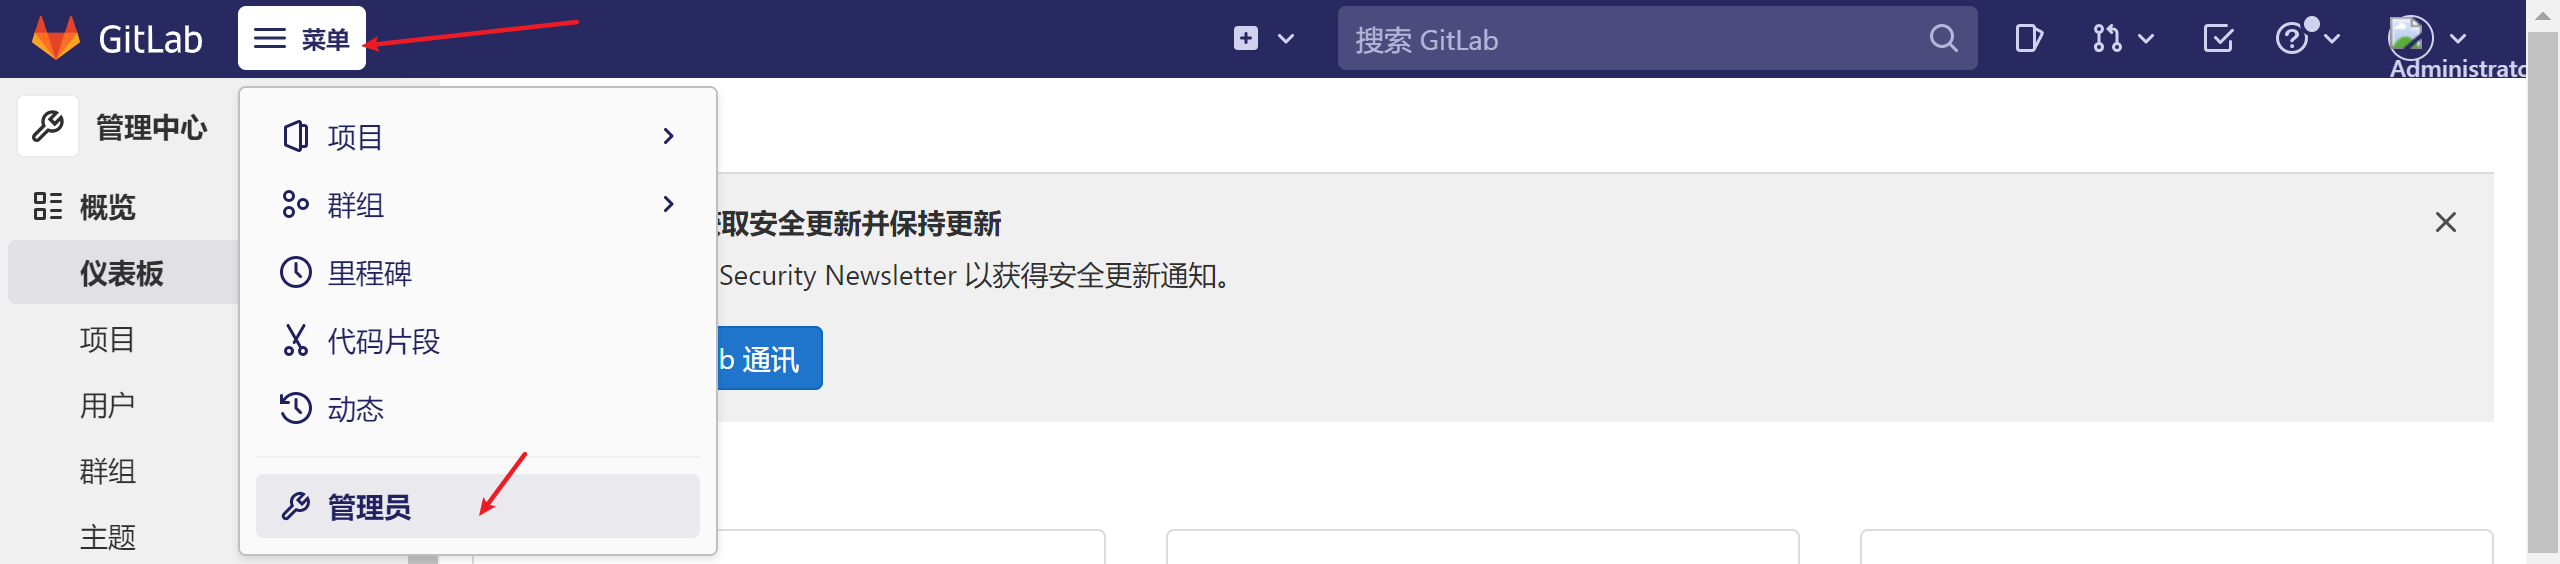 GitLab
菜单
搜索 GitLab
管理中心
概览
仪表板
项目
用户
群组
主题
项目
群组
里程碑
代码片段
动态
管理员
取安全更新并保持更新
Security Newsletter 以获得安全更新通知。
b 通讯
Administrato